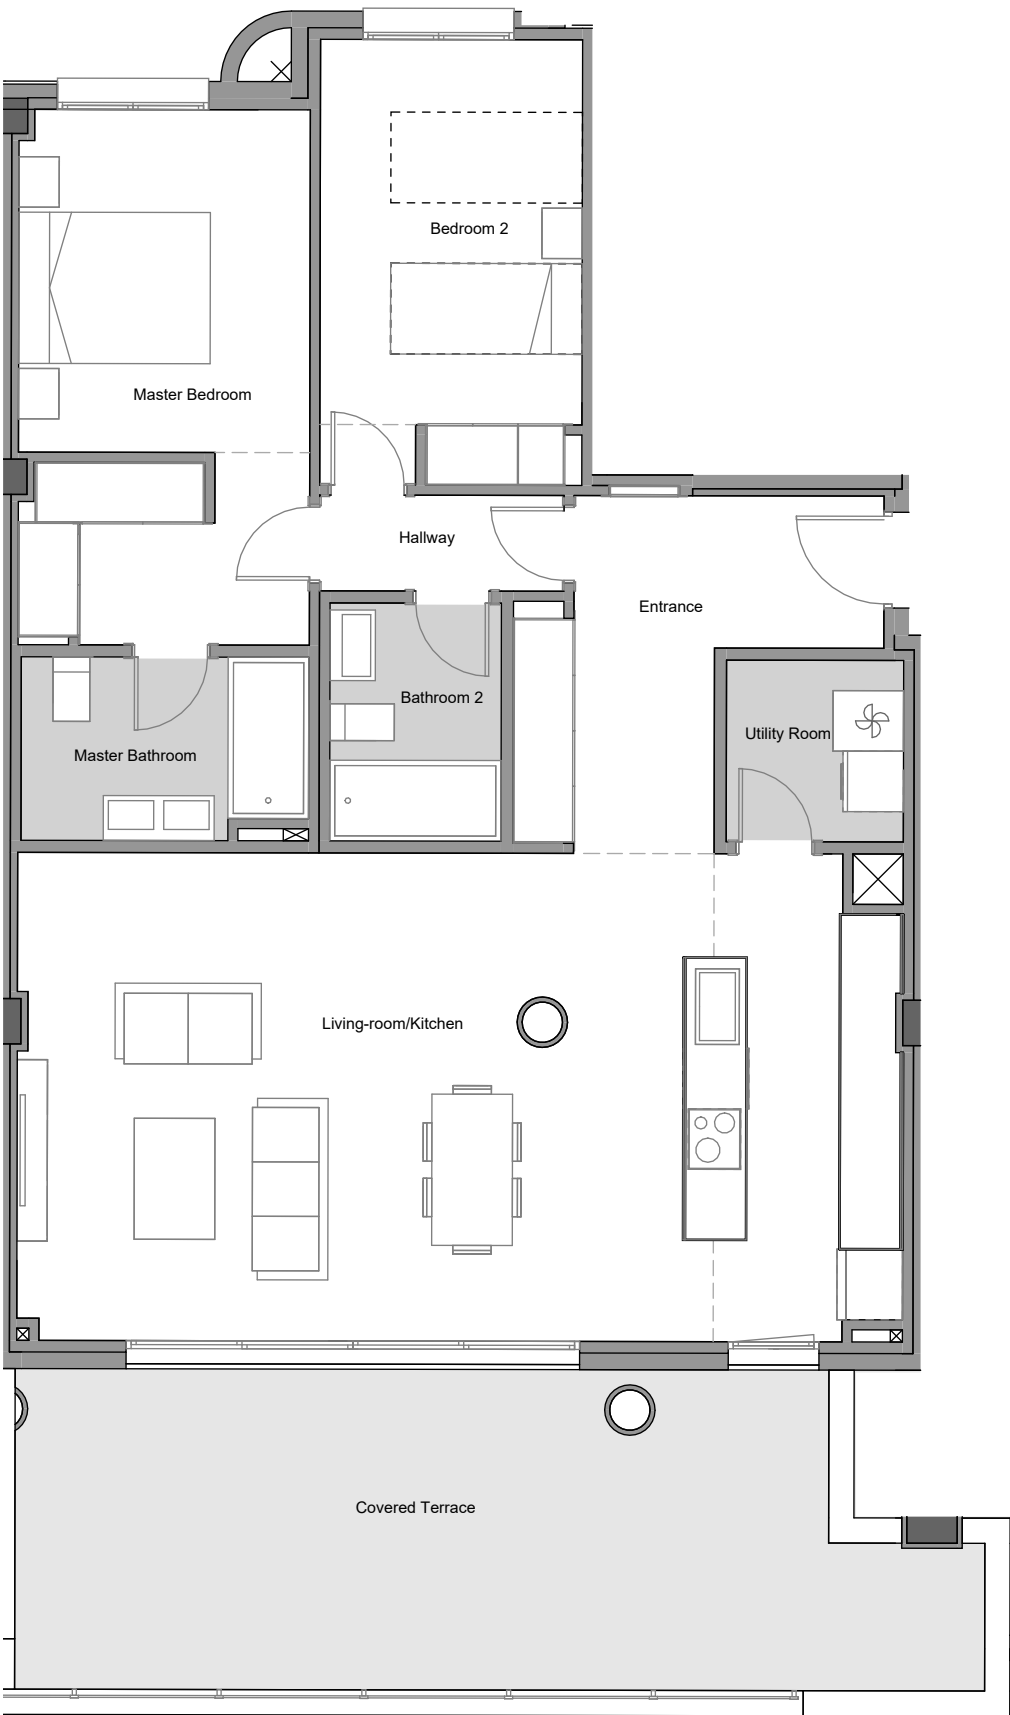 Bedroom 2
Master Bedroom
Hallway
Entrance
Bathroom 2
Utility Room
Master Bathroom
Living-room/Kitchen
Covered Terrace